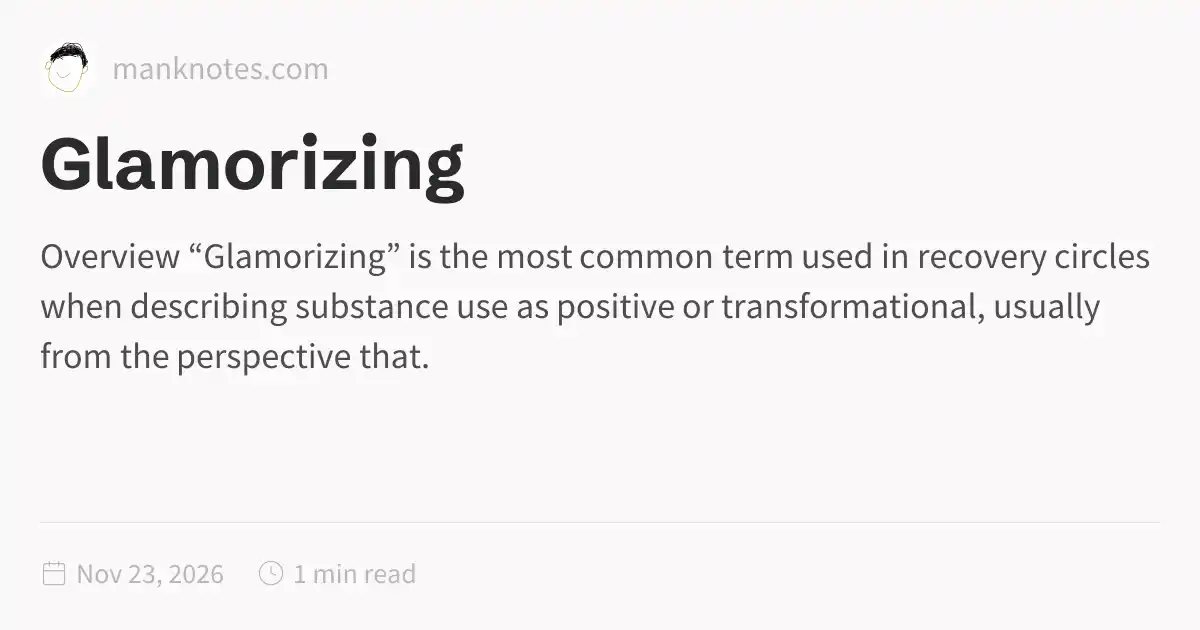 manknotes.com
Glamorizing
Overview “Glamorizing” is the most common term used in recovery circles
when describing substance use as positive or transformational, usually
from the perspective that.
Nov 23, 2026 1 min read